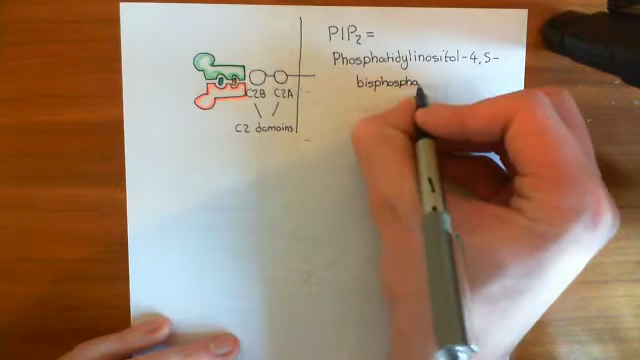 PIP₂ =
Phosphatidylinositol-4,5-
bisphospha
C2B C2A
C2 domains